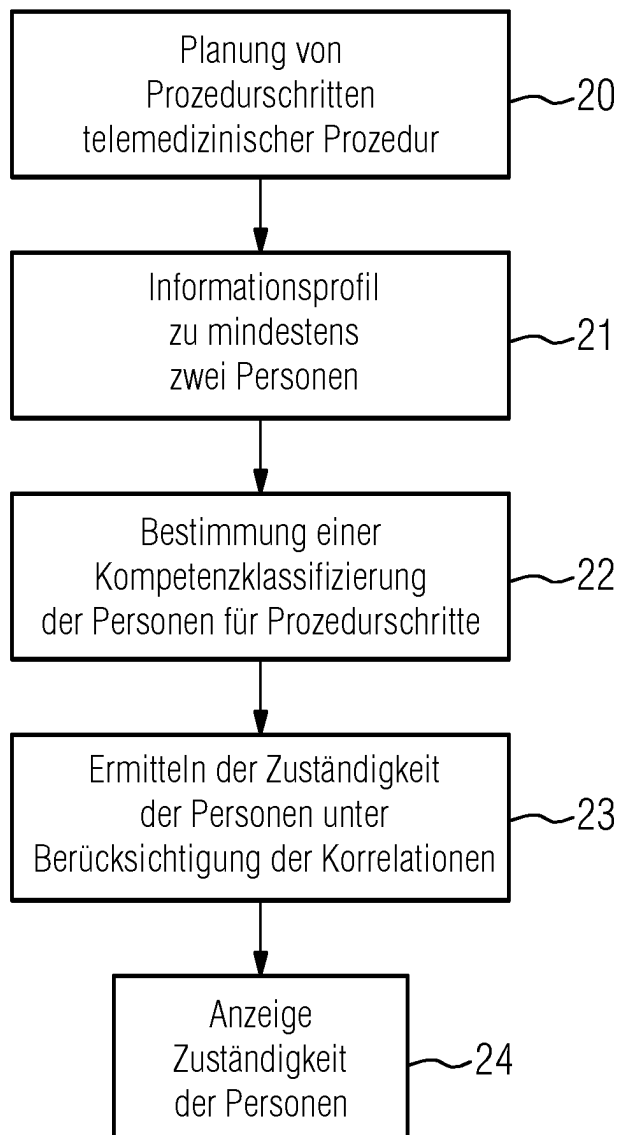 Planung von
Prozedurschritten
telemedizinischer Prozedur
20
Informationsprofil
zu mindestens
zwei Personen
21
Bestimmung einer
Kompetenzklassifizierung
der Personen für Prozedurschritte
22
Ermitteln der Zuständigkeit
der Personen unter
Berücksichtigung der Korrelationen
23
Anzeige
Zuständigkeit
der Personen
24